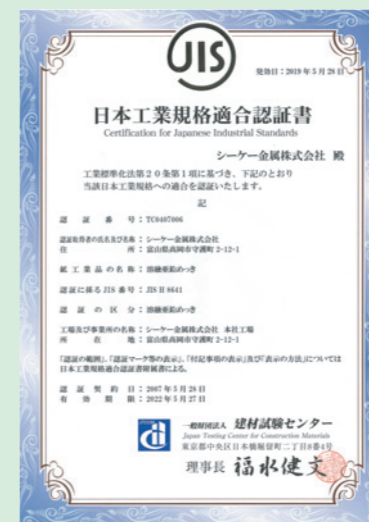 JIS
発効日：2019年5月28日
日本工業規格適合認証書
Certification for Japanese Industrial Standards
シーケー金属株式会社 殿
工業標準化法第20条第1項に基づき、下記のとおり
当該日本工業規格への適合を認証いたします。
記
認証番号：TC0407006
認証取得者の氏名及び名称：シーケー金属株式会社
住所：富山県高岡市守護町2-12-1
鉱工業品の名称：溶融亜鉛めっき
認証に係るJIS番号：JIS H 8641
認証の区分：溶融亜鉛めっき
工場及び事業所の名称：シーケー金属株式会社 本社工場
所在地：富山県高岡市守護町2-12-1
「認証の範囲」、「認証マーク等の表示」、「付記事項の表示」及び「表示の方法」については
日本工業規格適合認証書附属書による。
認証契約日：2007年5月28日
有効期限：2022年5月27日
一般財団法人 建材試験センター
Japan Testing Center for Construction Materials
東京都中央区日本橋堀留町二丁目8番4号
理事長 福水健文